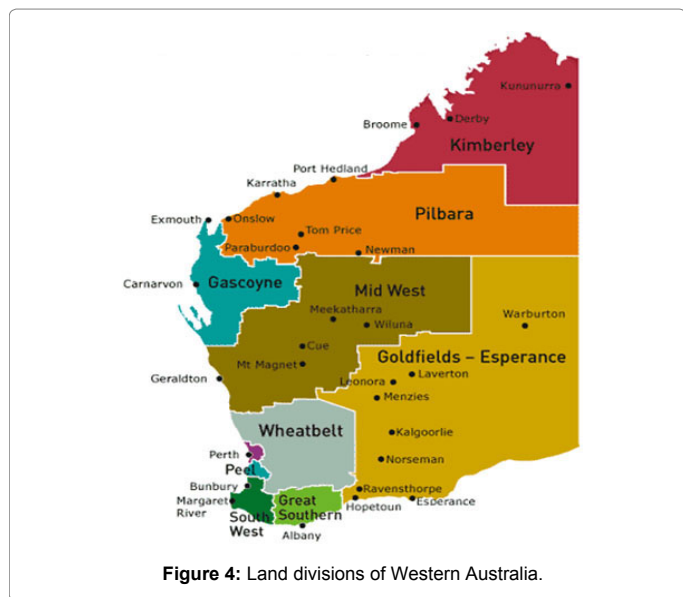 Kununurra
Derby
Broome
Kimberley
Port Hedland
Karratha
Pilbara
Exmouth
Onslow
Tom Price
Paraburdoo
Newman
Gascoyne
Carnarvon
Mid West
Meekatharra
Wiluna
Warburton
Cue
Goldfields – Esperance
Mt Magnet
Laverton
Geraldton
Leonora
Menzies
Wheatbelt
Kalgoorlie
Perth
Norseman
Peel
Bunbury
Ravensthorpe
Margaret
River
Great
Southern
Hopetoun
Esperance
South
West
Albany
Figure 4: Land divisions of Western Australia.